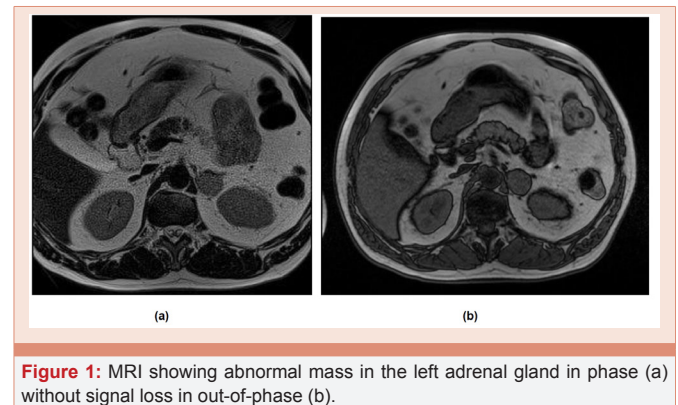 (a) (b)
Figure 1: MRI showing abnormal mass in the left adrenal gland in phase (a)
without signal loss in out-of-phase (b).